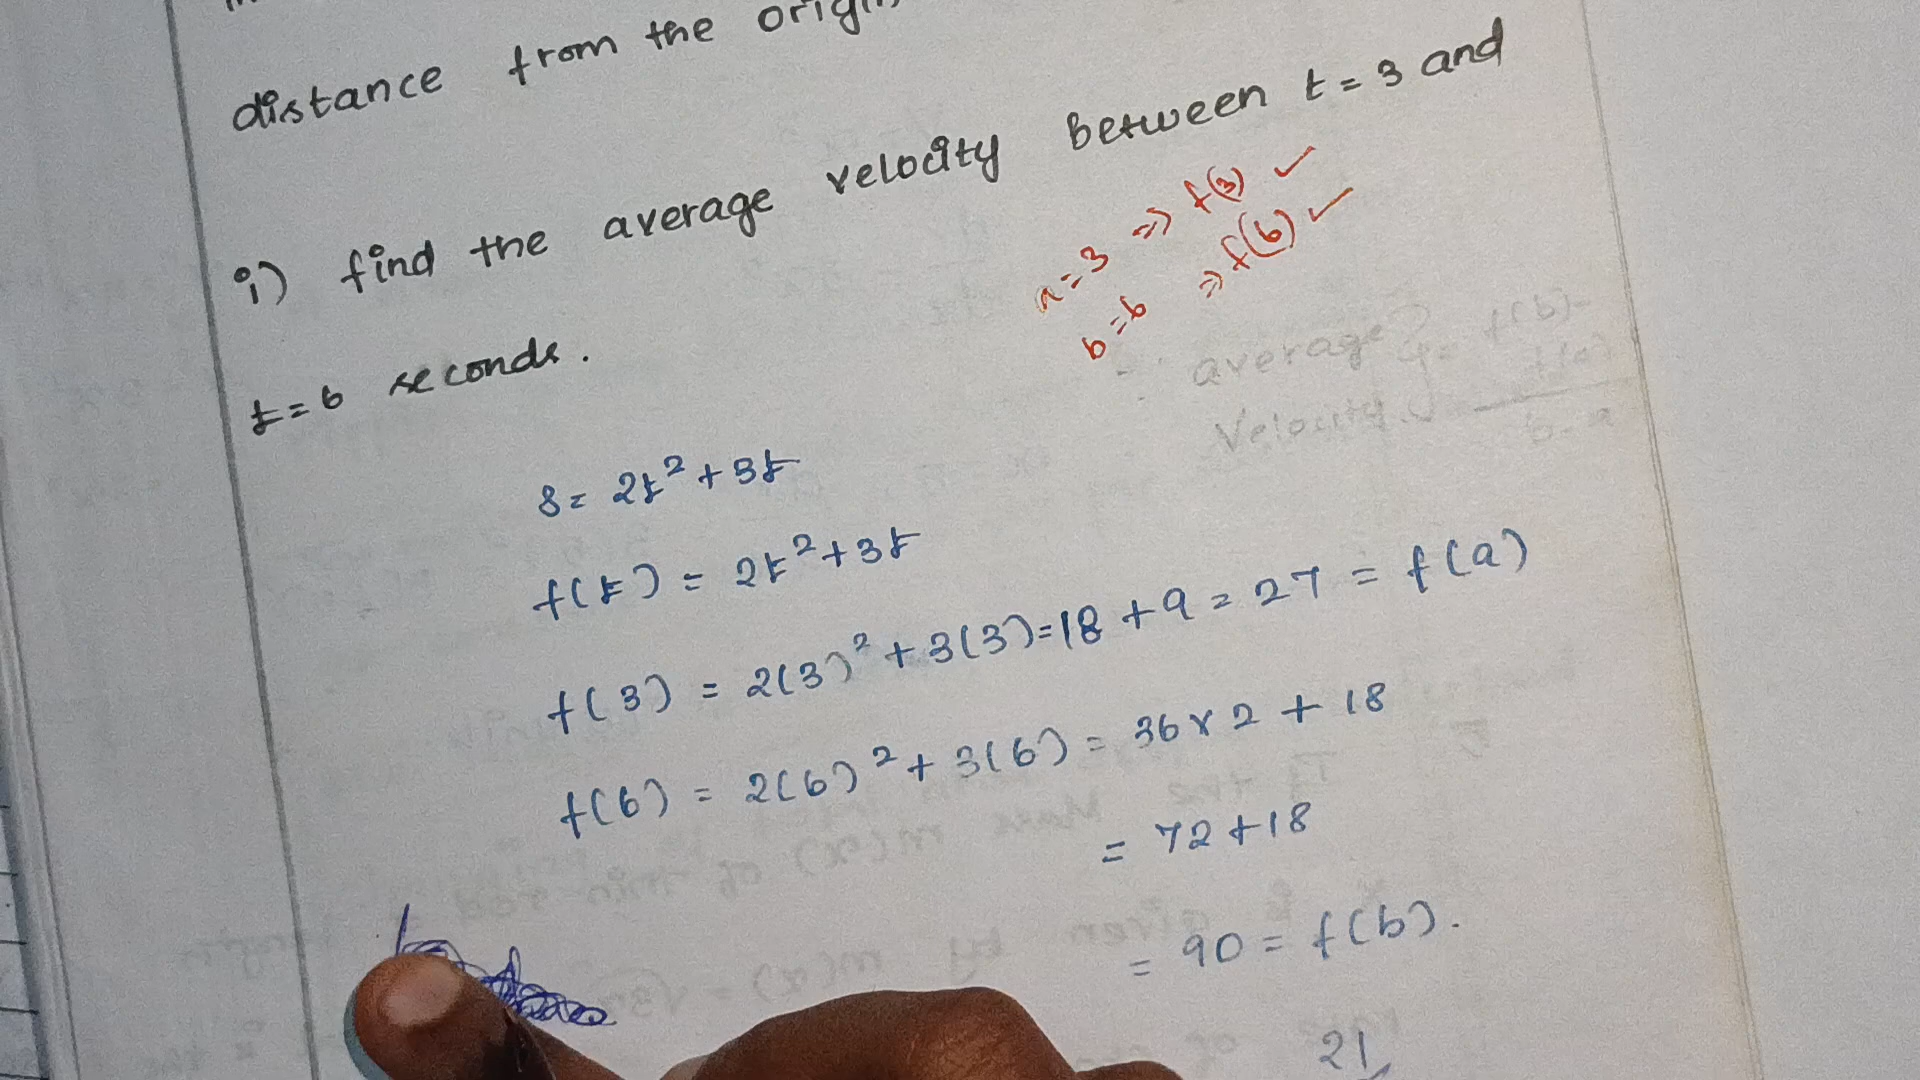 distance from the origin,
i) find the average velocity between t = 3 and
t = 6 seconds.
a = 3 ⇒ f(3) ✓
b = 6 ⇒ f(6) ✓
average } = f(b)-
f(a)
Velocity. b - a
S = 2t² + 3t
f(t) = 2t² + 3t
f(3) = 2(3)² + 3(3) = 18 + 9 = 27 = f(a)
f(6) = 2(6)² + 3(6) = 36 x 2 + 18
= 72 + 18
= 90 = f(b).
21